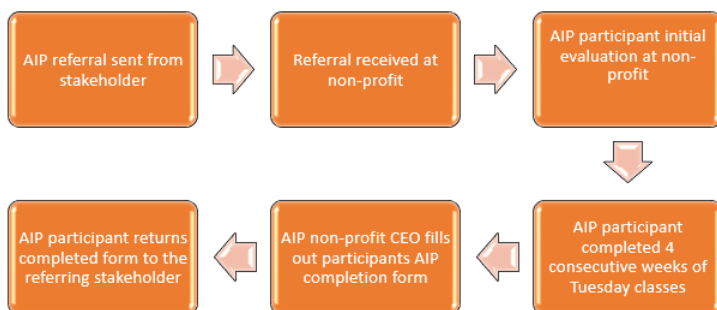 AIP referral sent from
stakeholder
Referral received at
non-profit
AIP participant initial
evaluation at non-
profit
AIP participant
completed 4
consecutive weeks of
Tuesday classes
AIP non-profit CEO fills
out participants AIP
completion form
AIP participant returns
completed form to the
referring stakeholder